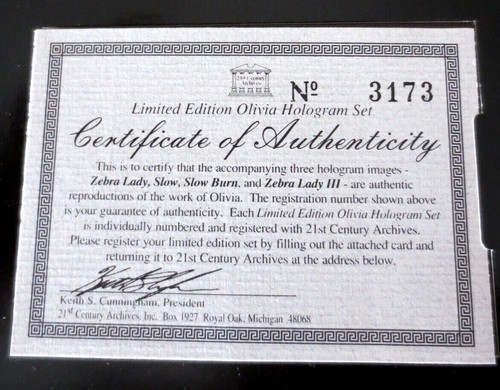 21st Century
Archives
Nº 3173
Limited Edition Olivia Hologram Set
Certificate of Authenticity
This is to certify that the accompanying three hologram images -
Zebra Lady, Slow, Slow Burn, and Zebra Lady III - are authentic
reproductions of the work of Olivia. The registration number shown above
is your guarantee of authenticity. Each Limited Edition Olivia Hologram Set
is individually numbered and registered with 21st Century Archives.
Please register your limited edition set by filling out the attached card and
returning it to 21st Century Archives at the address below.
Keith S. Cunningham, President
21st Century Archives, Inc. Box 1927 Royal Oak, Michigan 48068